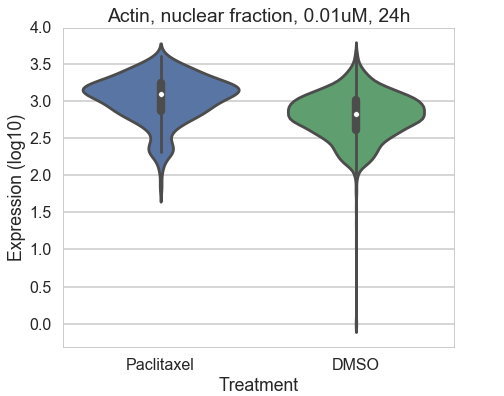 Actin, nuclear fraction, 0.01uM, 24h
Expression (log10)
4.0
3.5
3.0
2.5
2.0
1.5
1.0
0.5
0.0
Paclitaxel DMSO
Treatment